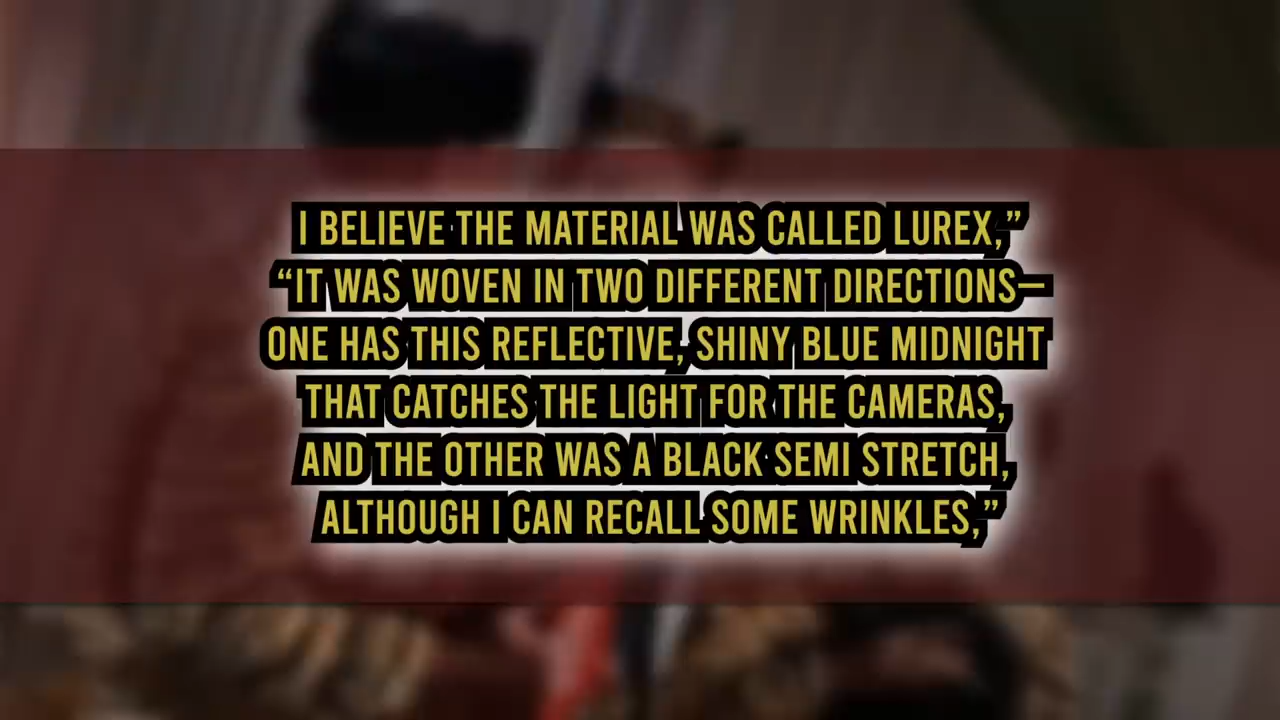 I BELIEVE THE MATERIAL WAS CALLED LUREX,”
“IT WAS WOVEN IN TWO DIFFERENT DIRECTIONS—
ONE HAS THIS REFLECTIVE, SHINY BLUE MIDNIGHT
THAT CATCHES THE LIGHT FOR THE CAMERAS,
AND THE OTHER WAS A BLACK SEMI STRETCH,
ALTHOUGH I CAN RECALL SOME WRINKLES,”